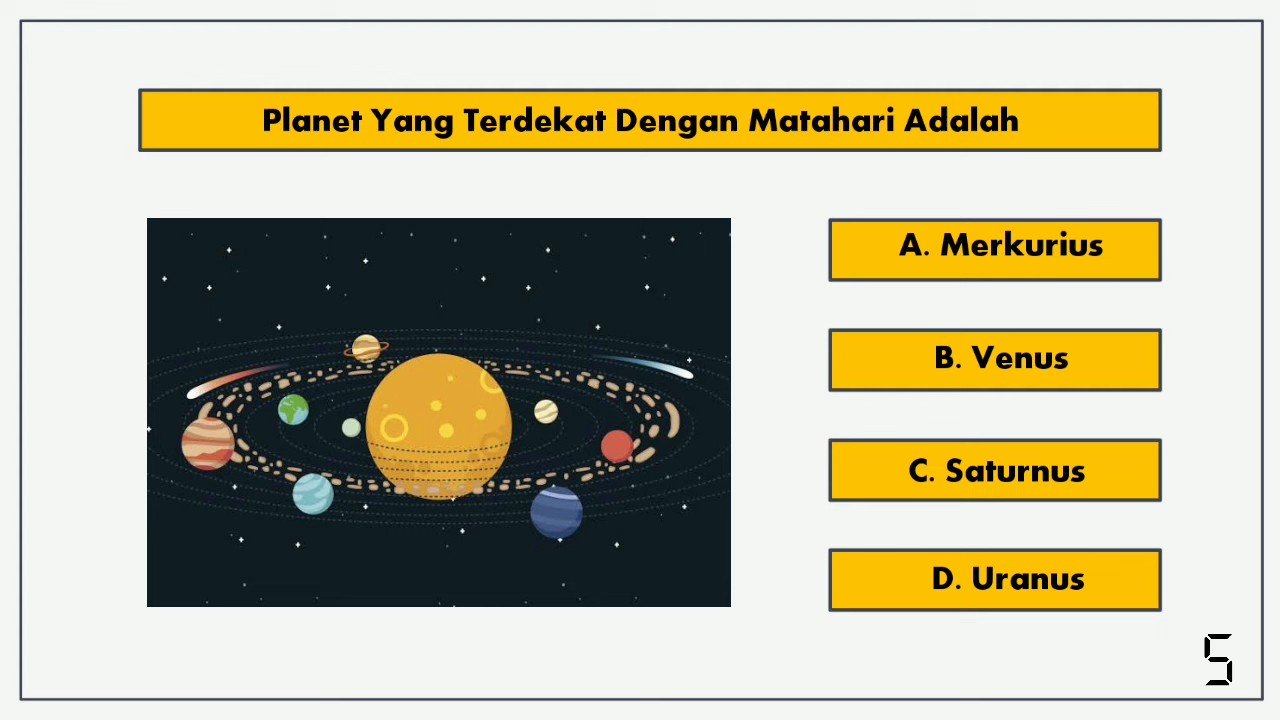 Planet Yang Terdekat Dengan Matahari Adalah
A. Merkurius
B. Venus
C. Saturnus
D. Uranus
5